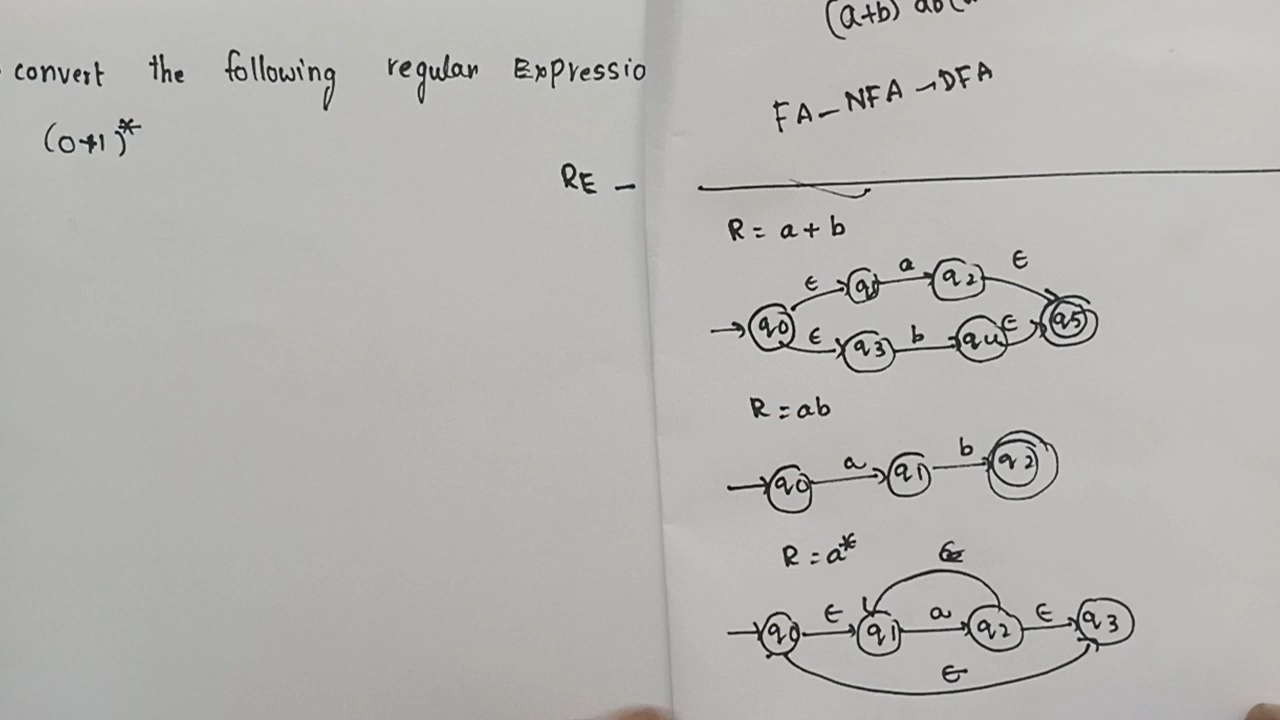 convert the following regular Expressio
(0+1)*
RE –
(a+b) ab(
FA – NFA → DFA
R = a + b
ϵ a ϵ
q0 q1 q2 q5
ϵ q3 b q4 ϵ
R = ab
q0 a q1 b q2
R = a*
ϵ
q0 ϵ q1 a q2 ϵ q3
ϵ